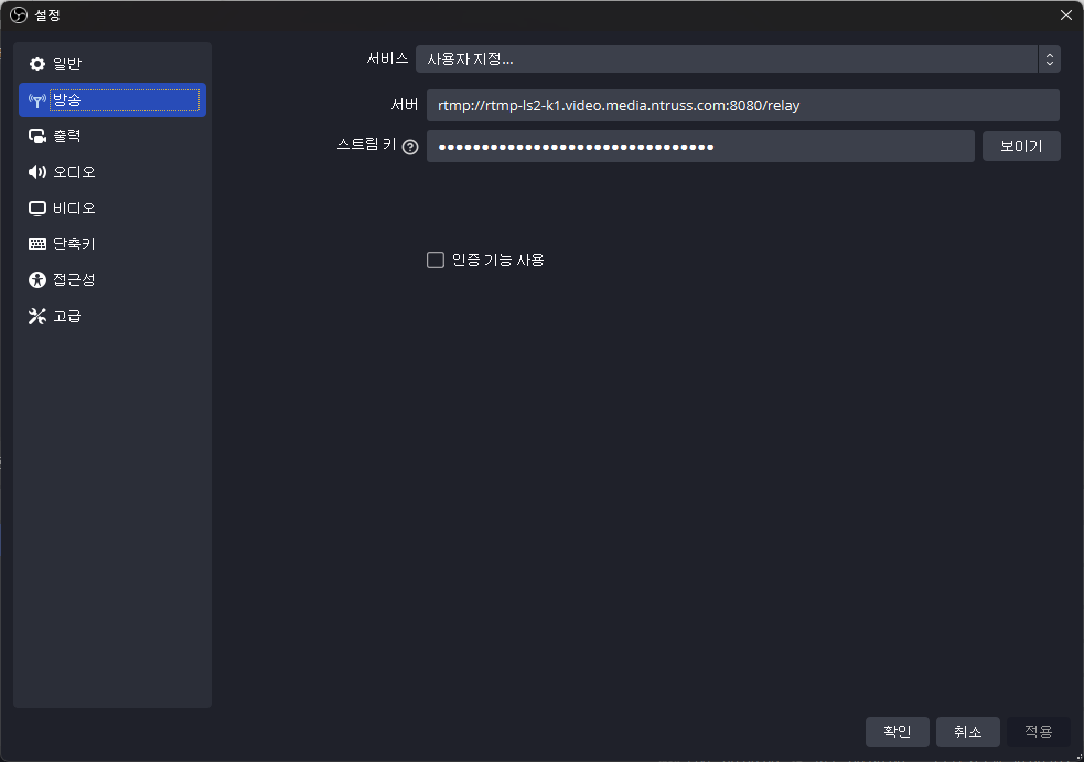 설정
일반
방송
출력
오디오
비디오
단축키
접근성
고급
서비스 사용자 지정...
서버 rtmp://rtmp-ls2-k1.video.media.ntruss.com:8080/relay
스트림 키 ●●●●●●●●●●●●●●●●●●●●●●●●●●●●●●●● 보이기
인증 기능 사용
확인 취소 적용